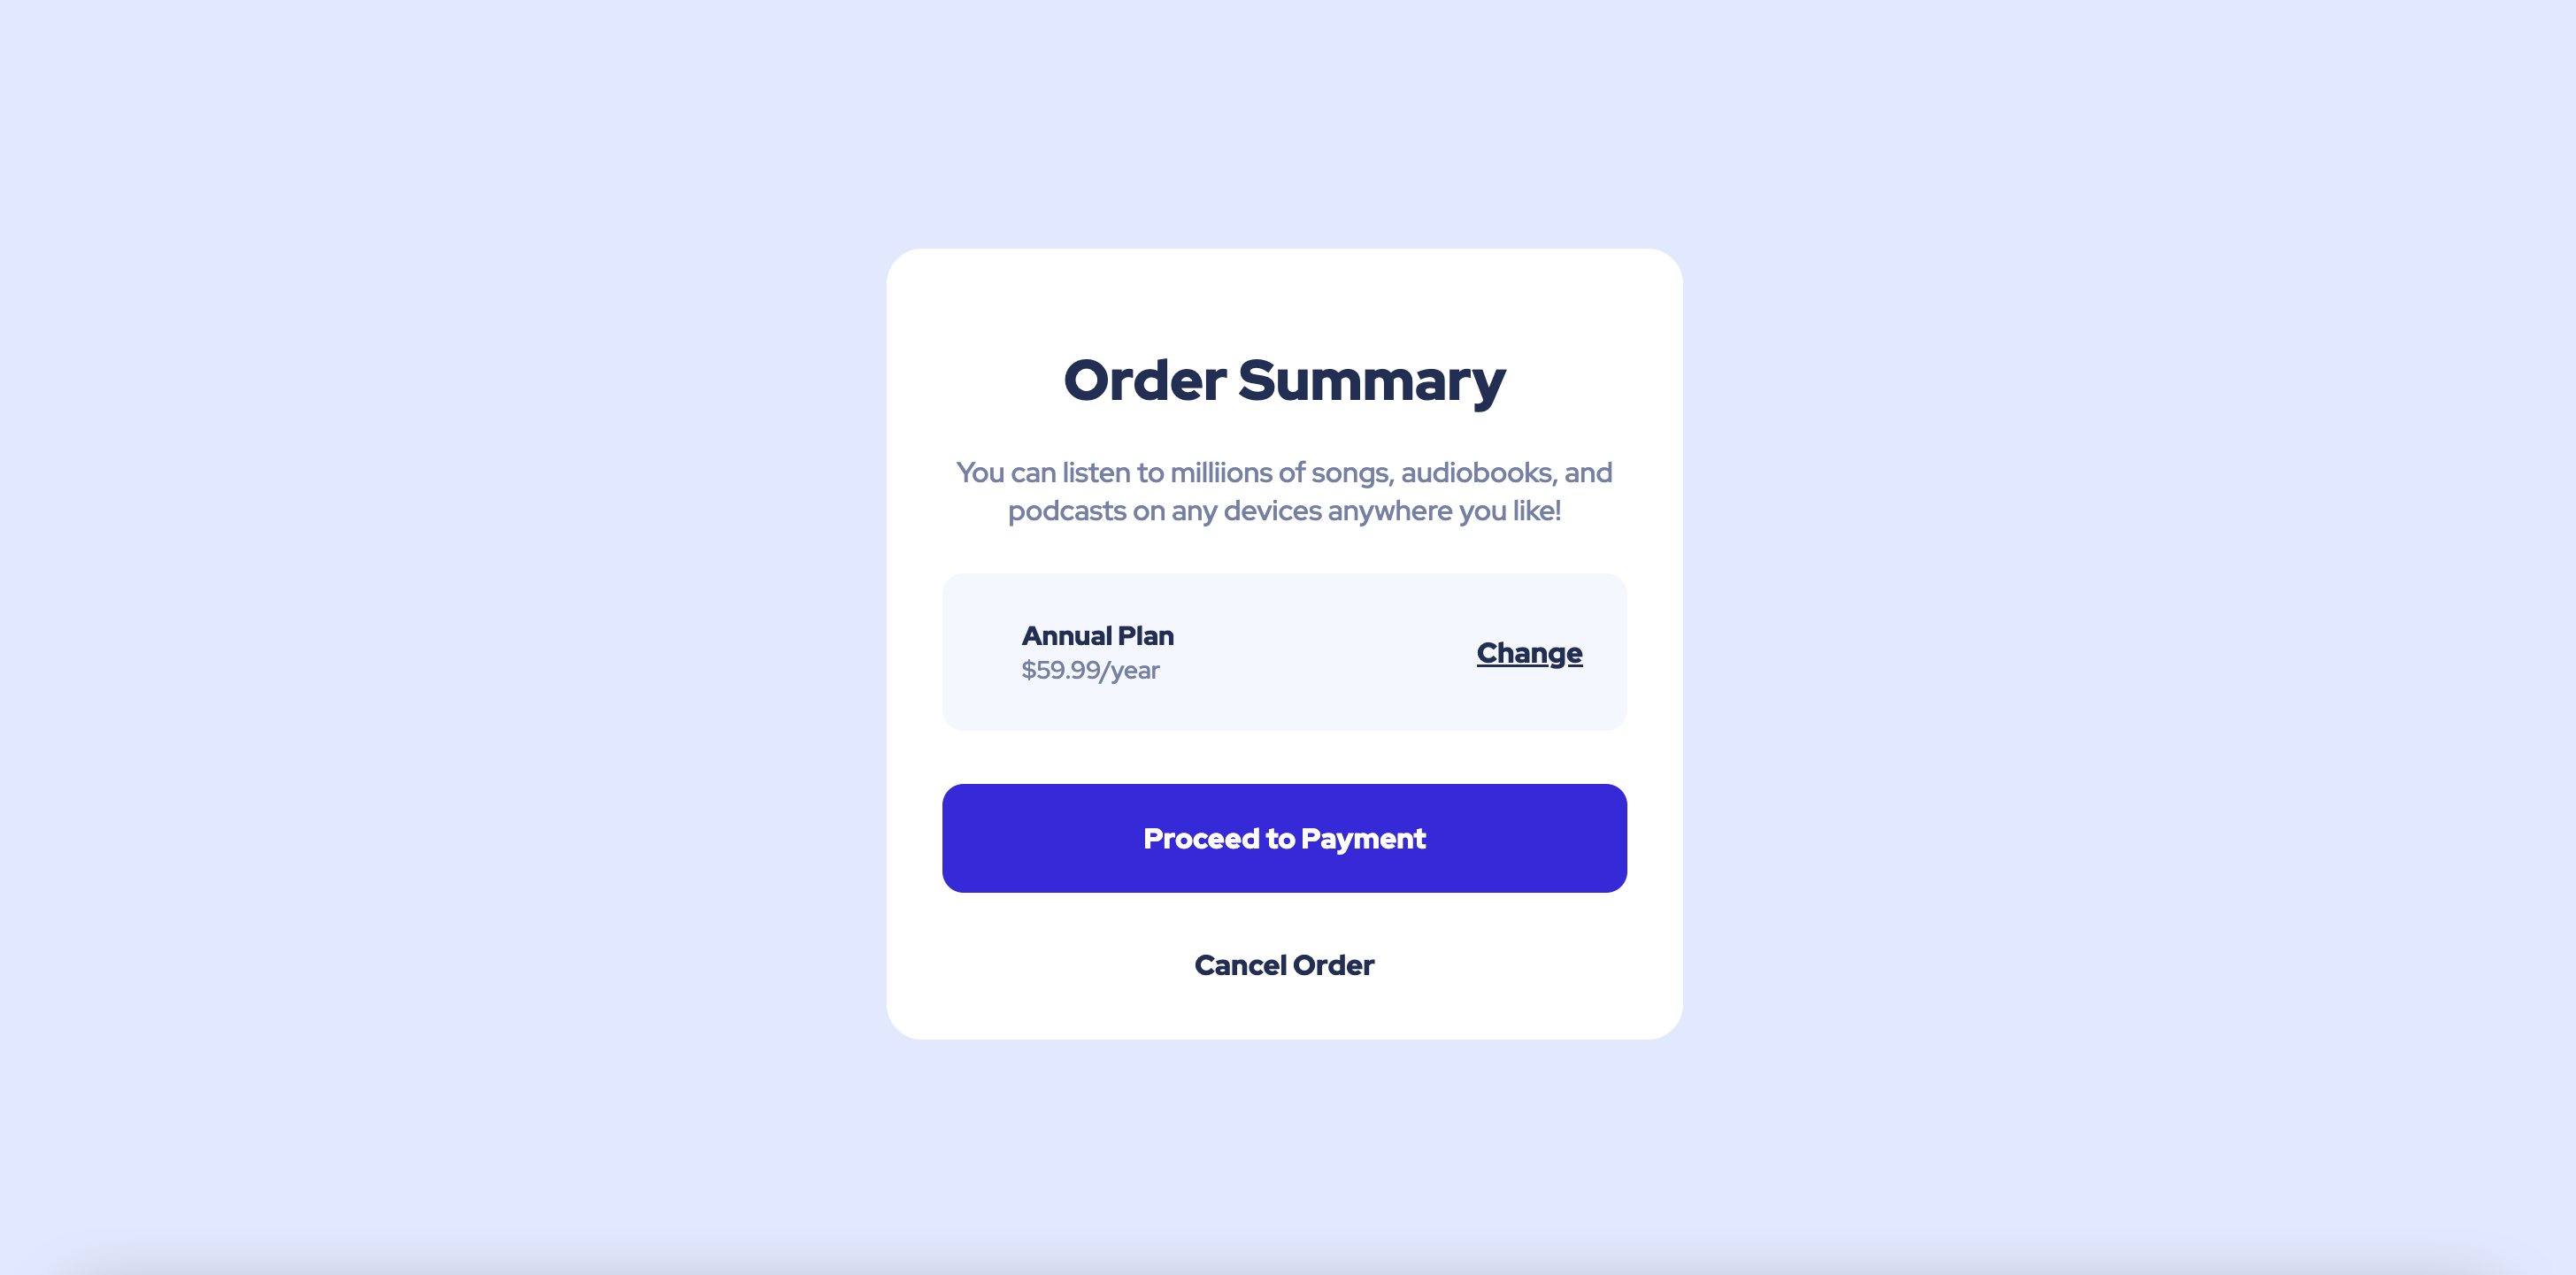 Order Summary
You can listen to milliions of songs, audiobooks, and
podcasts on any devices anywhere you like!
Annual Plan
$59.99/year
Change
Proceed to Payment
Cancel Order